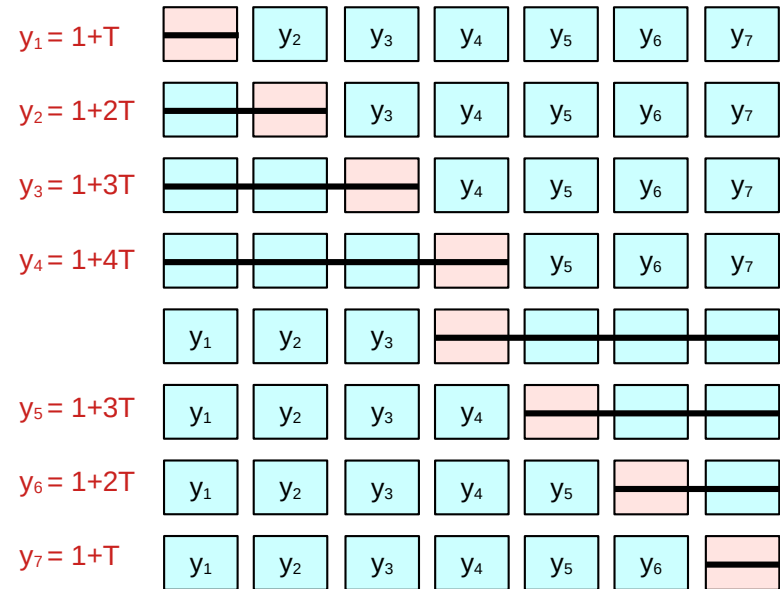 y₁ = 1+T y₂ y₃ y₄ y₅ y₆ y₇
y₂ = 1+2T y₃ y₄ y₅ y₆ y₇
y₃ = 1+3T y₄ y₅ y₆ y₇
y₄ = 1+4T y₅ y₆ y₇
y₁ y₂ y₃
y₅ = 1+3T y₁ y₂ y₃ y₄
y₆ = 1+2T y₁ y₂ y₃ y₄ y₅
y₇ = 1+T y₁ y₂ y₃ y₄ y₅ y₆